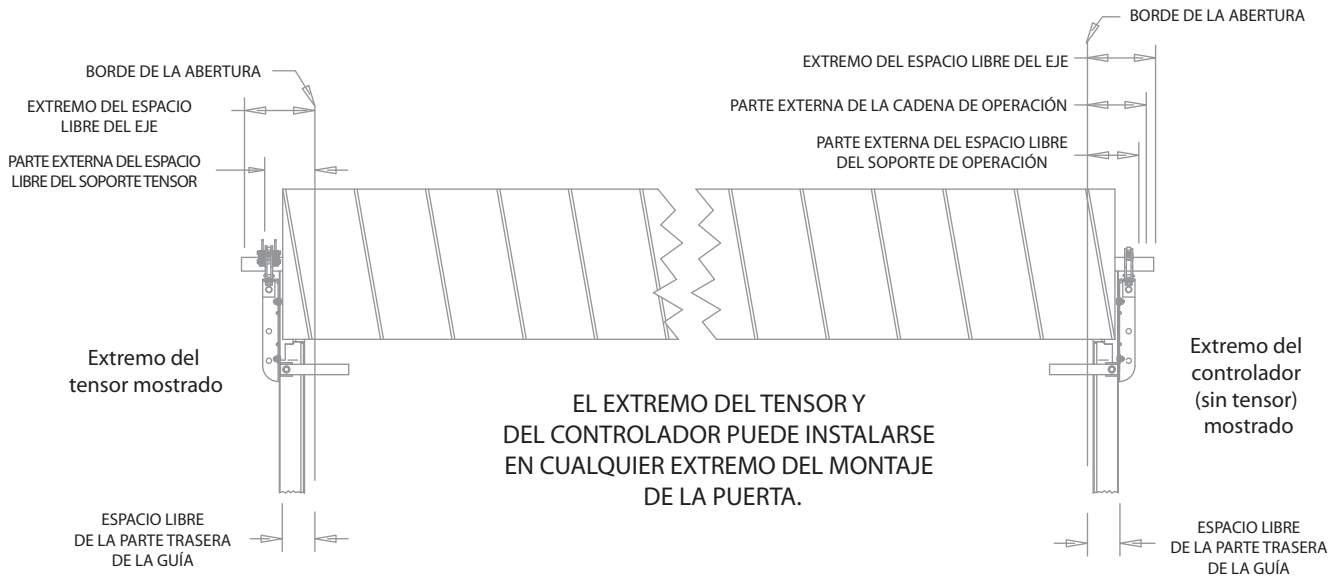 BORDE DE LA ABERTURA
EXTREMO DEL ESPACIO
LIBRE DEL EJE
PARTE EXTERNA DEL ESPACIO
LIBRE DEL SOPORTE TENSOR
BORDE DE LA ABERTURA
EXTREMO DEL ESPACIO LIBRE DEL EJE
PARTE EXTERNA DE LA CADENA DE OPERACIÓN
PARTE EXTERNA DEL ESPACIO LIBRE
DEL SOPORTE DE OPERACIÓN
Extremo del
tensor mostrado
EL EXTREMO DEL TENSOR Y
DEL CONTROLADOR PUEDE INSTALARSE
EN CUALQUIER EXTREMO DEL MONTAJE
DE LA PUERTA.
Extremo del
controlador
(sin tensor)
mostrado
ESPACIO LIBRE
DE LA PARTE TRASERA
DE LA GUÍA
ESPACIO LIBRE
DE LA PARTE TRASERA
DE LA GUÍA